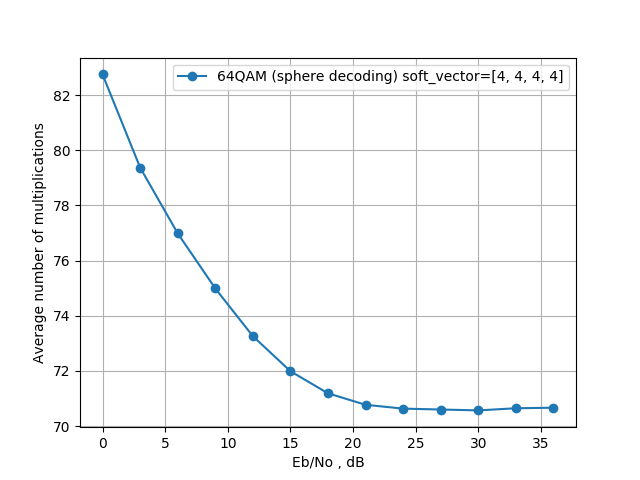 64QAM (sphere decoding) soft_vector=[4, 4, 4, 4]
Average number of multiplications
82
80
78
76
74
72
70
0 5 10 15 20 25 30 35
Eb/No , dB